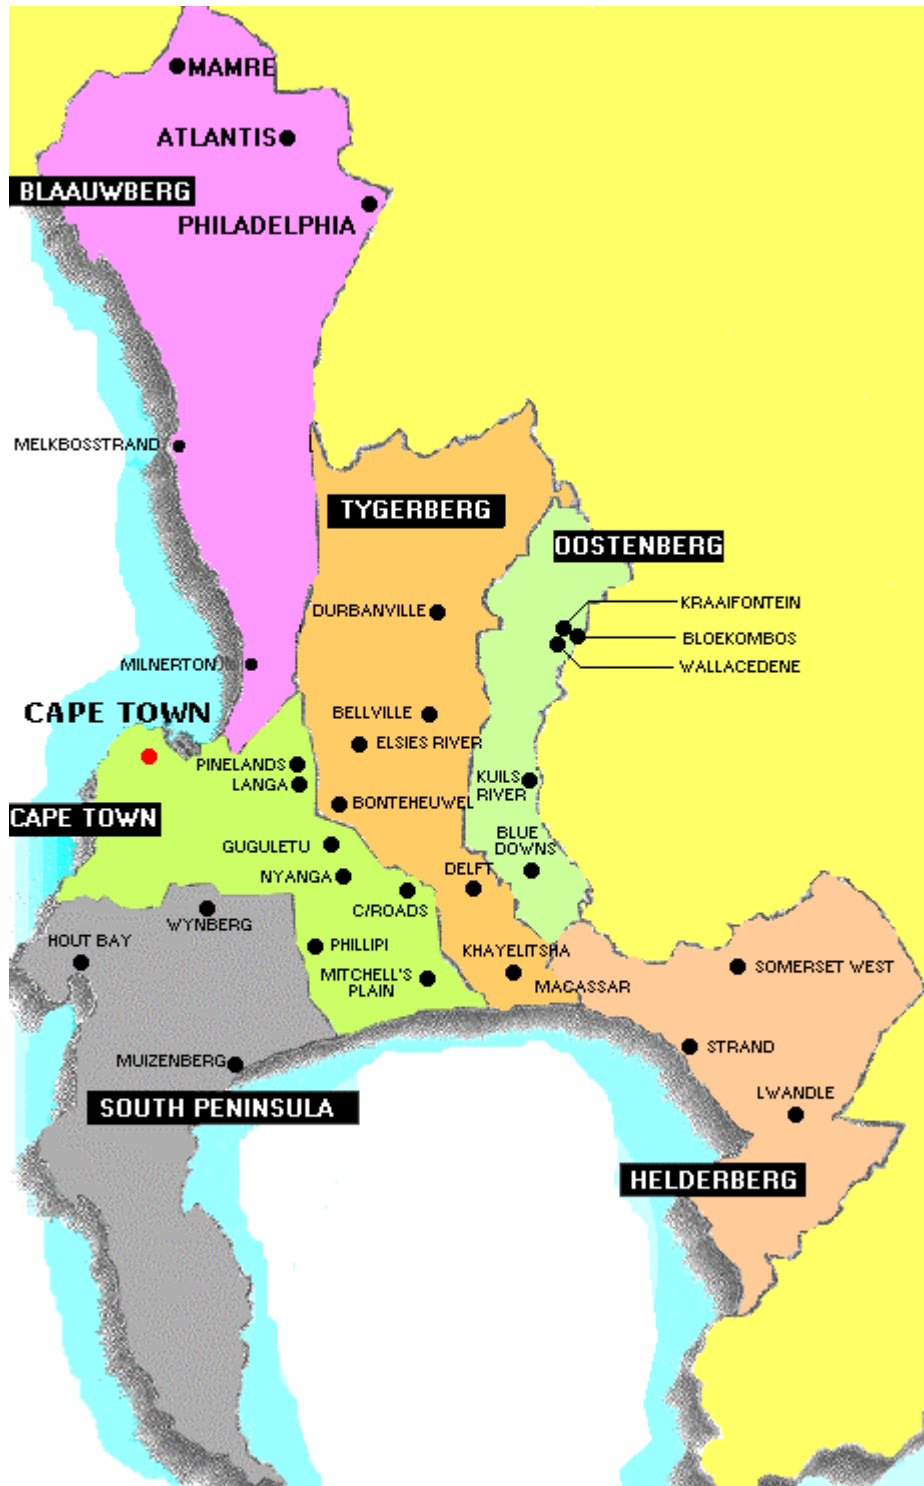 MAMRE
ATLANTIS
BLAAUWBERG
PHILADELPHIA
MELKBOSSTRAND
TYGERBERG
OOSTENBERG
KRAAIFONTEIN
DURBANVILLE
BLOEKOMBOS
WALLACEDENE
MILNERTON
CAPE TOWN
BELLVILLE
ELSIES RIVER
PINELANDS
LANGA
KUILS
RIVER
BONTEHEUWEL
CAPE TOWN
BLUE
DOWNS
GUGULETU
DELFT
NYANGA
C/ROADS
WYNBERG
HOUT BAY
PHILLIPI
KHAYELITSHA
SOMERSET WEST
MITCHELL'S
PLAIN
MACASSAR
STRAND
MUIZENBERG
LWANDLE
SOUTH PENINSULA
HELDERBERG